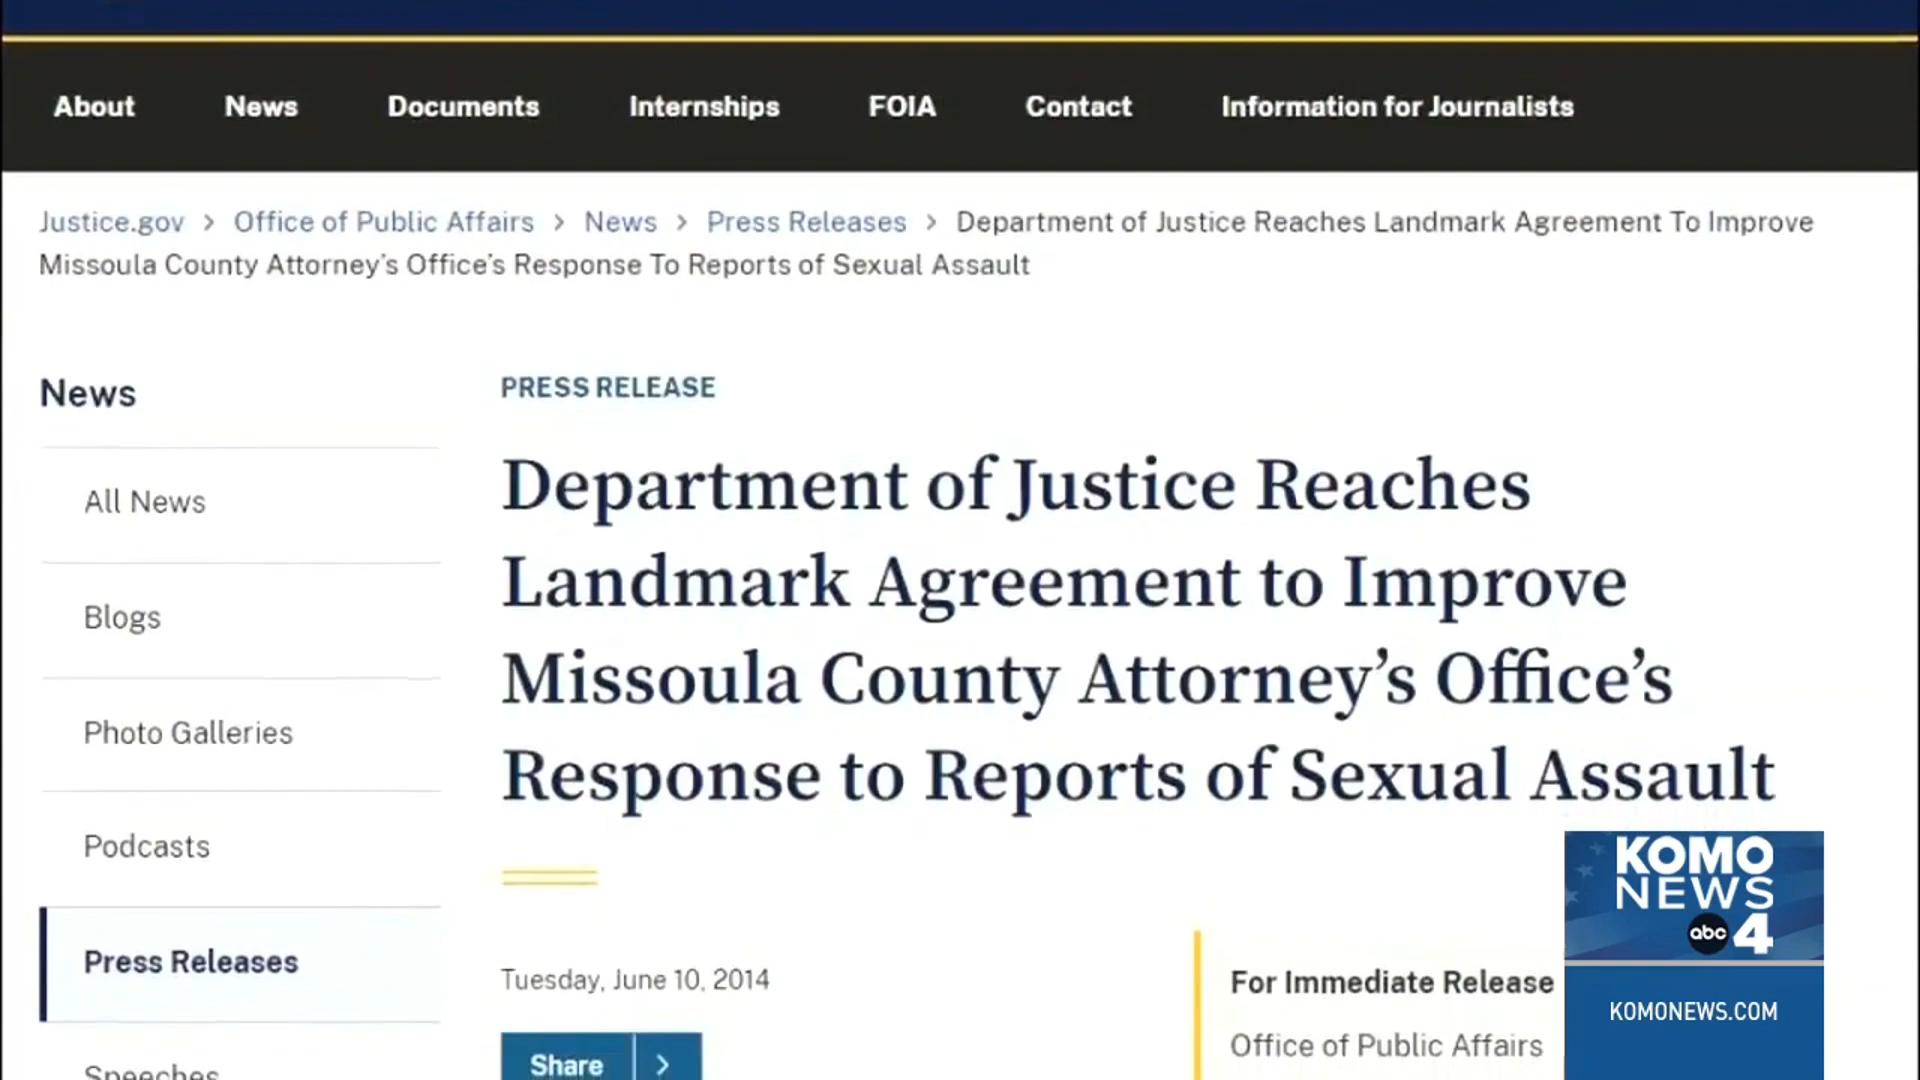 About News Documents Internships FOIA Contact Information for Journalists
Justice.gov > Office of Public Affairs > News > Press Releases > Department of Justice Reaches Landmark Agreement To Improve
Missoula County Attorney’s Office’s Response To Reports of Sexual Assault
News
All News
Blogs
Photo Galleries
Podcasts
Press Releases
Speeches
PRESS RELEASE
Department of Justice Reaches
Landmark Agreement to Improve
Missoula County Attorney’s Office’s
Response to Reports of Sexual Assault
Tuesday, June 10, 2014
Share >
For Immediate Release
Office of Public Affairs
KOMO
NEWS
abc 4
KOMONEWS.COM